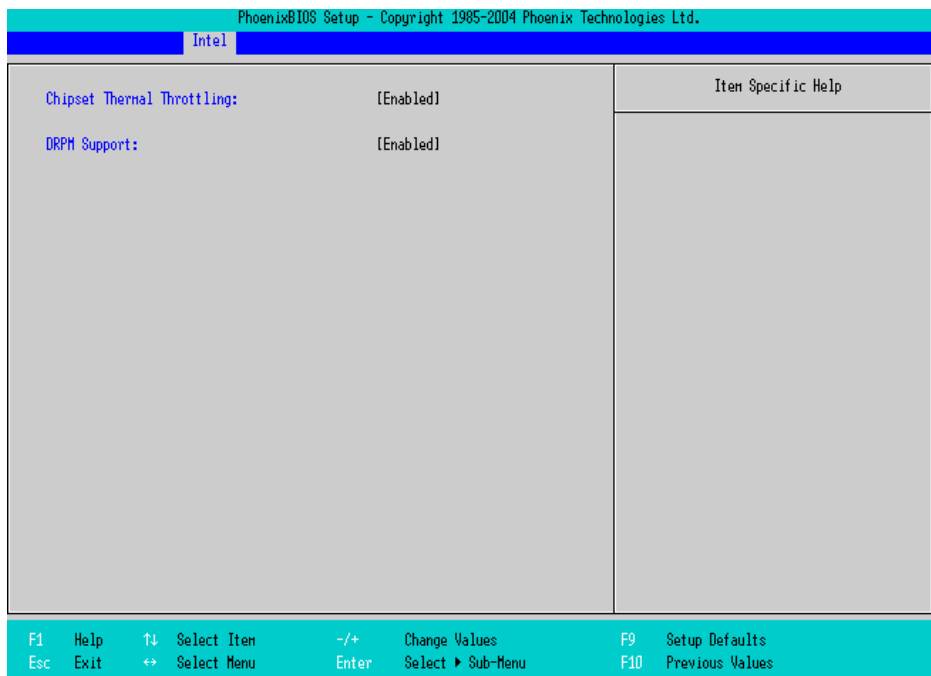 PhoenixBIOS Setup - Copyright 1985-2004 Phoenix Technologies Ltd.
Intel
Item Specific Help
Chipset Thermal Throttling: [Enabled]
DRPM Support: [Enabled]
F1 Help ↑↓ Select Item -/+ Change Values F9 Setup Defaults
Esc Exit ↔ Select Menu Enter Select ▶ Sub-Menu F10 Previous Values